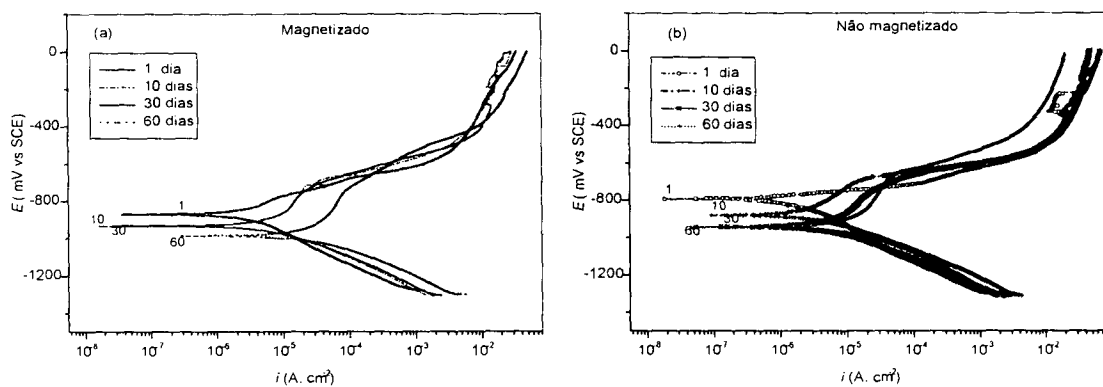 (a) Magnetizado
1 dia
10 dias
30 dias
60 dias
0
-400
-800
-1200
E ( mV vs SCE)
1
10
30
60
10⁻⁸ 10⁻⁷ 10⁻⁶ 10⁻⁵ 10⁻⁴ 10⁻³ 10⁻²
i (A. cm²)
(b) Não magnetizado
1 dia
10 dias
30 dias
60 dias
0
-400
-800
-1200
E ( mV vs SCE)
1
10
30
60
10⁻⁸ 10⁻⁷ 10⁻⁶ 10⁻⁵ 10⁻⁴ 10⁻³ 10⁻²
i (A. cm²)